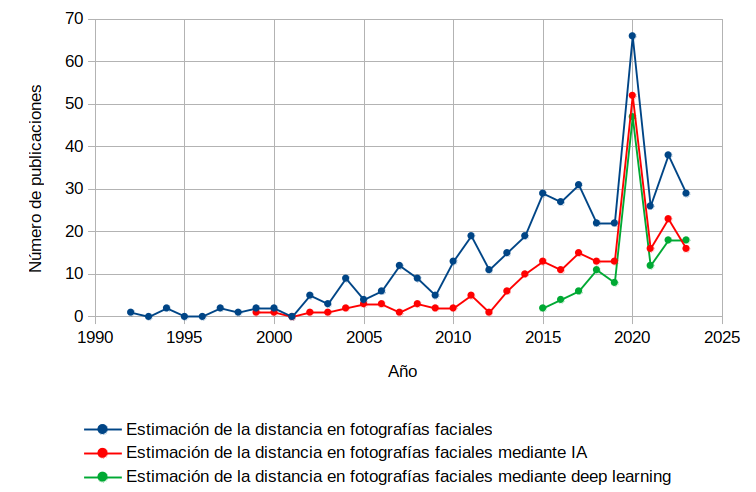 70
60
50
40
30
20
10
0
Número de publicaciones
1990 1995 2000 2005 2010 2015 2020 2025
Año
Estimación de la distancia en fotografías faciales
Estimación de la distancia en fotografías faciales mediante IA
Estimación de la distancia en fotografías faciales mediante deep learning